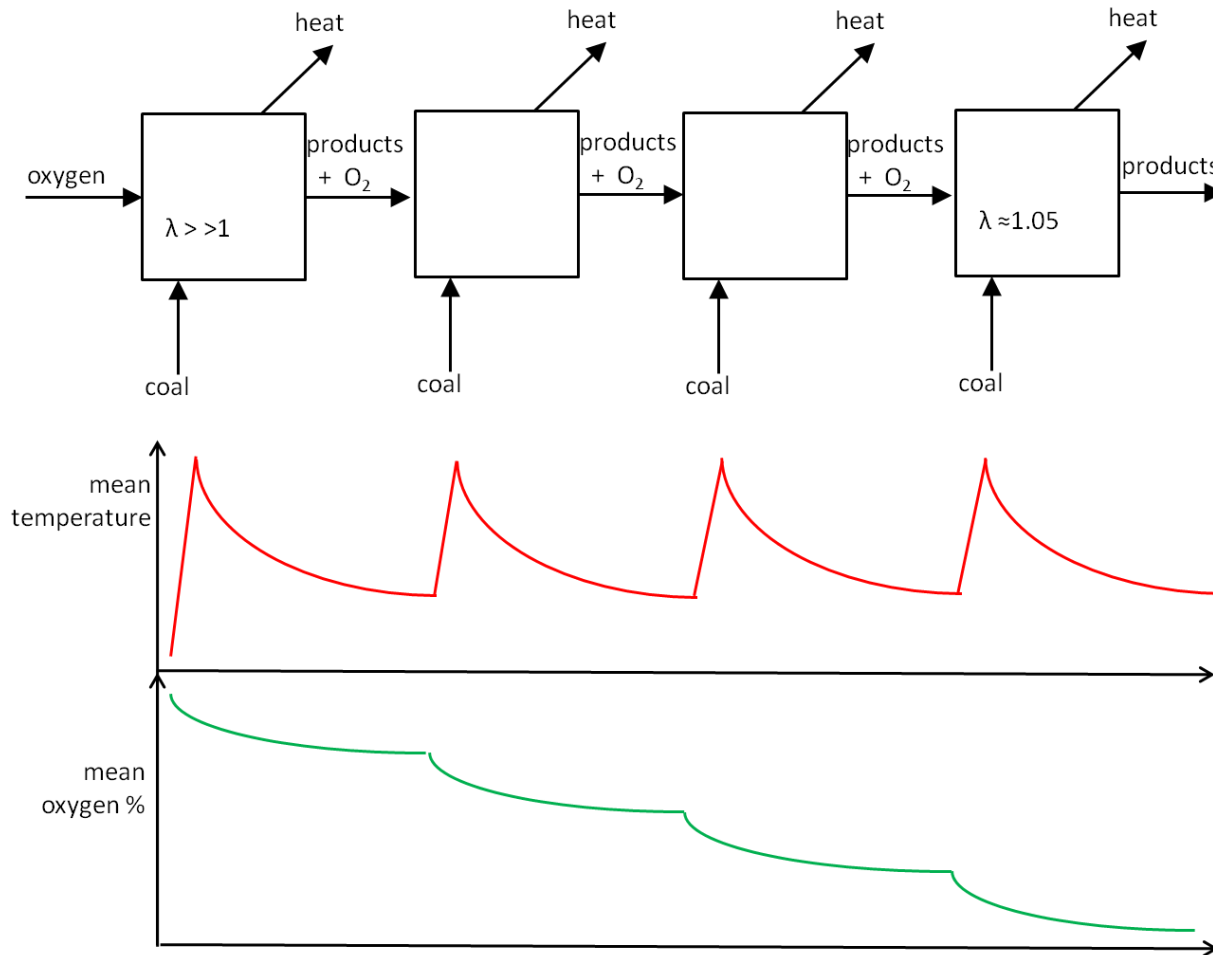 heat
heat
heat
heat
oxygen
products
+ O₂
products
+ O₂
products
+ O₂
products
λ > >1
λ ≈1.05
coal
coal
coal
coal
mean
temperature
mean
oxygen %